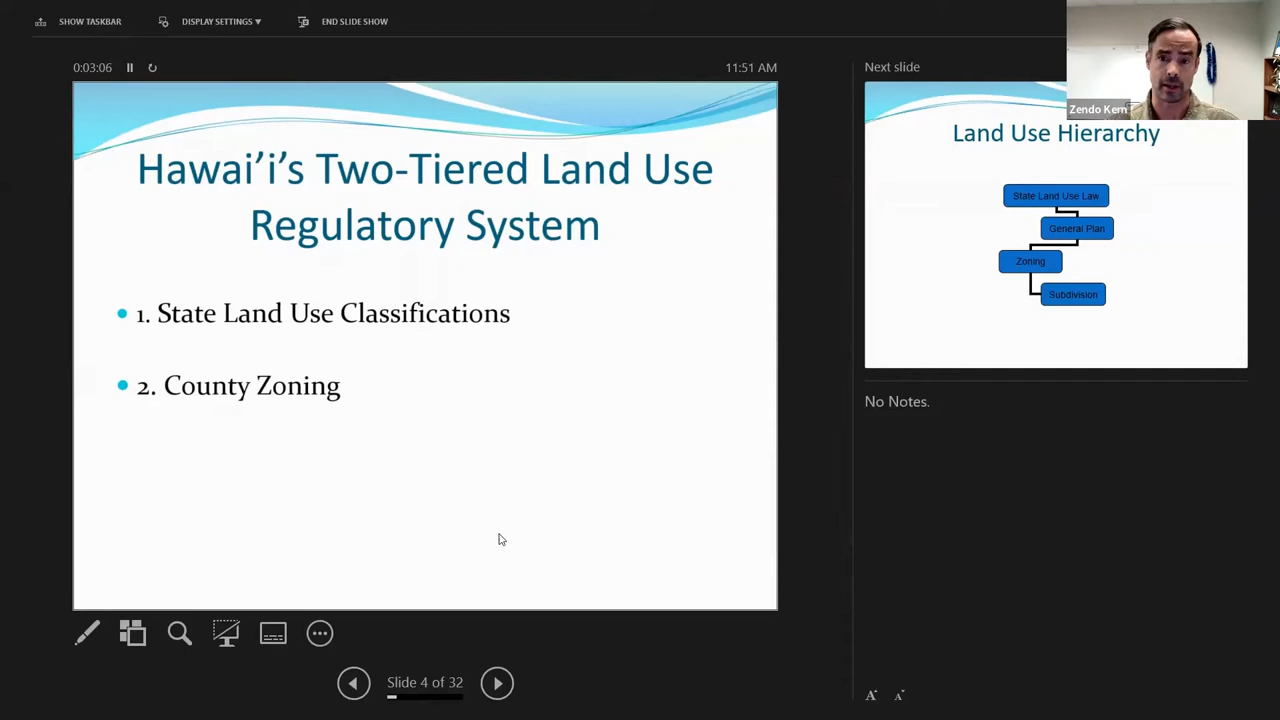 SHOW TASKBAR
DISPLAY SETTINGS
END SLIDE SHOW
0:03:06
11:51 AM
Hawai’i’s Two-Tiered Land Use
Regulatory System
1. State Land Use Classifications
2. County Zoning
Slide 4 of 32
Next slide
Zendo Kern
Land Use Hierarchy
State Land Use Law
General Plan
Zoning
Subdivision
No Notes.
A
A